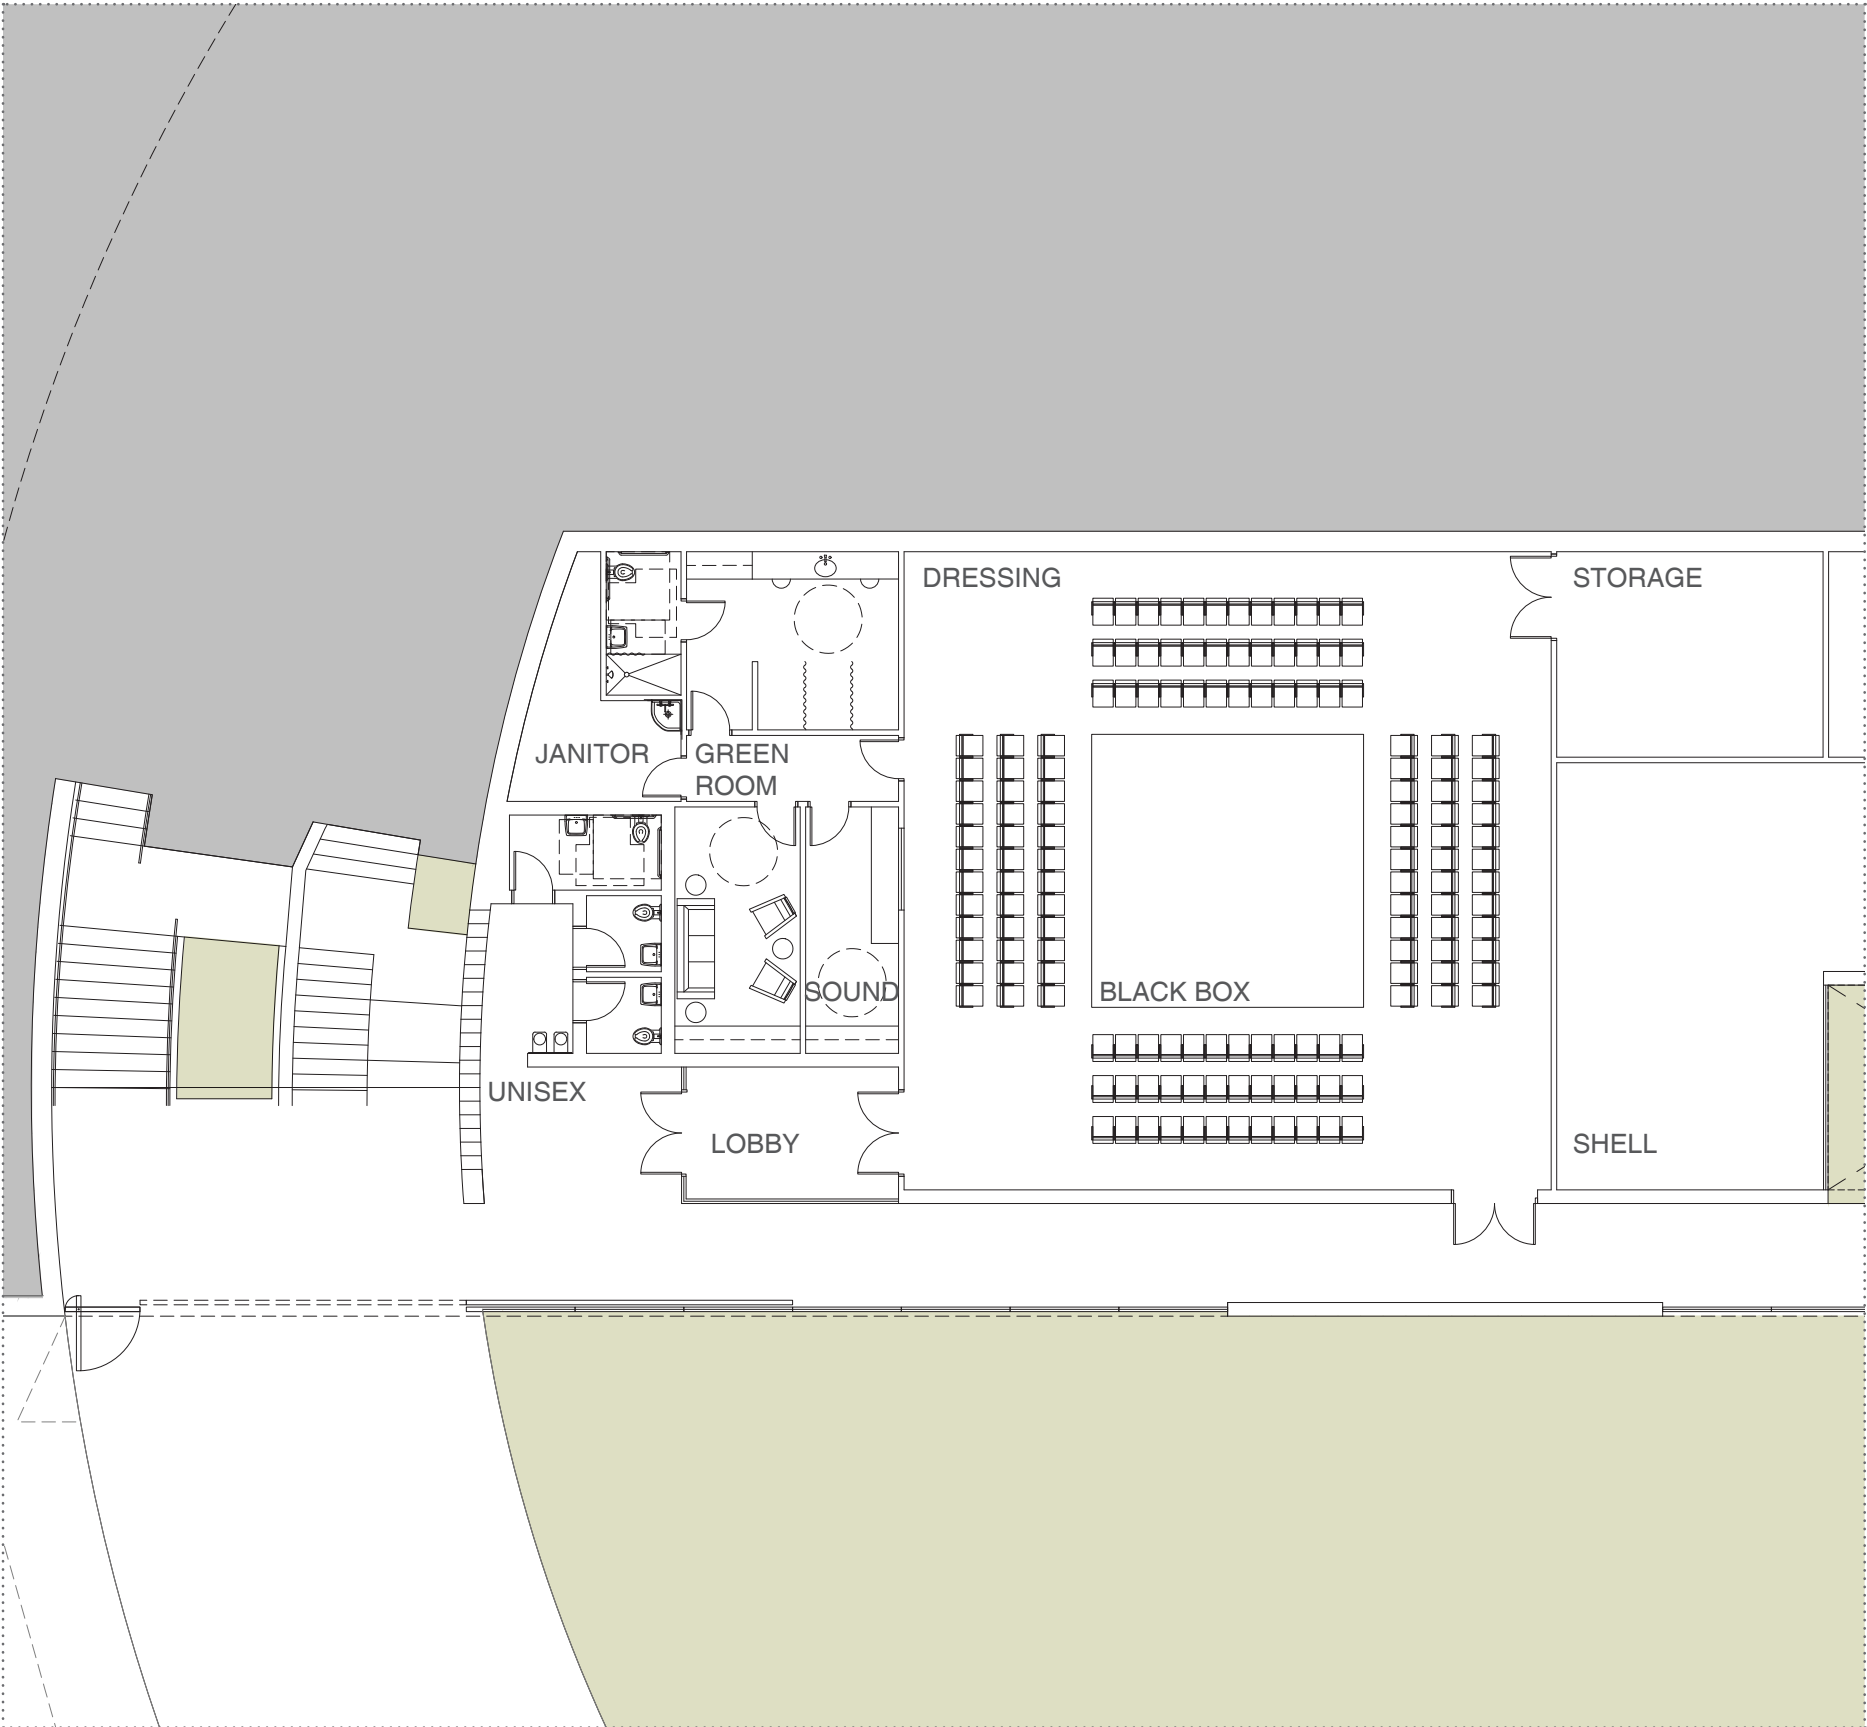 DRESSING
STORAGE
JANITOR
GREEN
ROOM
SOUND
BLACK BOX
UNISEX
LOBBY
SHELL